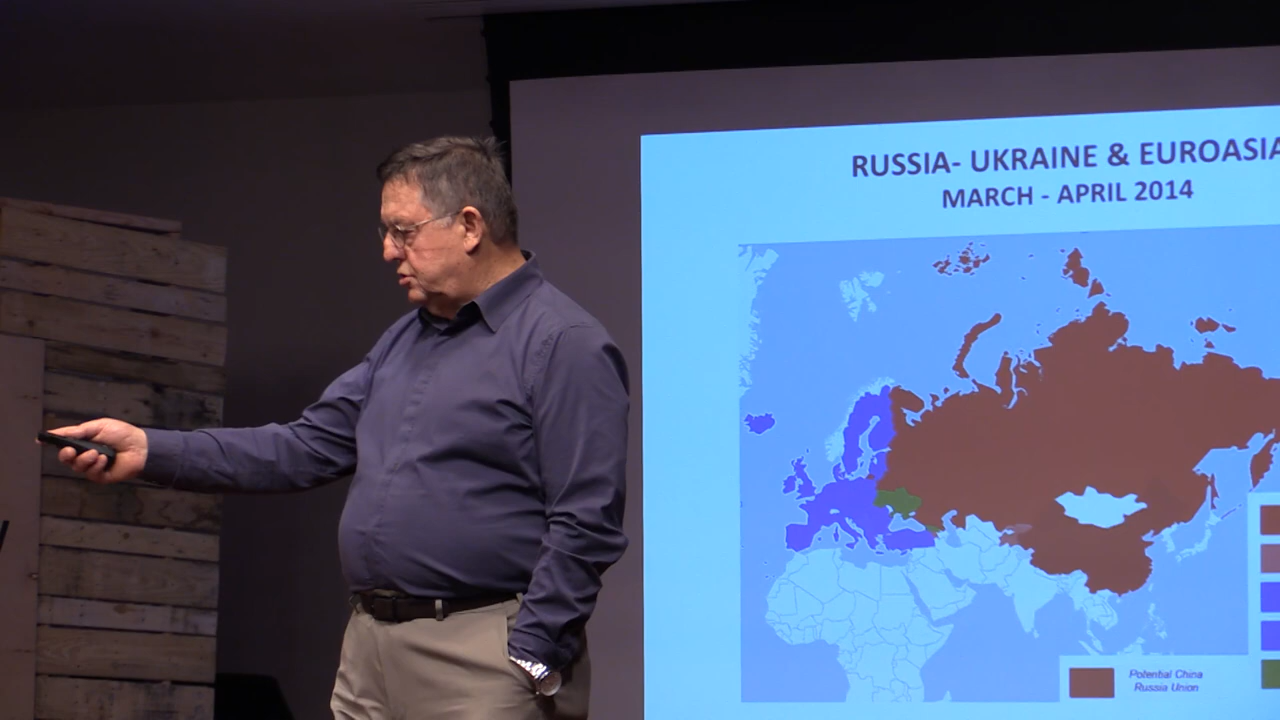 RUSSIA- UKRAINE & EUROASIA
MARCH - APRIL 2014
Potential China
Russia Union